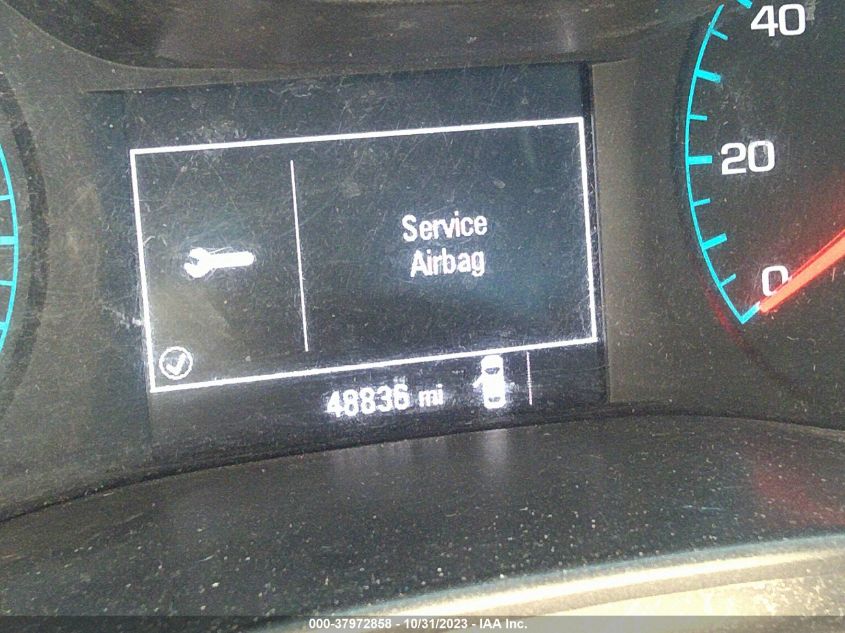 40
20
0
Service
Airbag
48836 mi
000-37972858 - 10/31/2023 - IAA Inc.